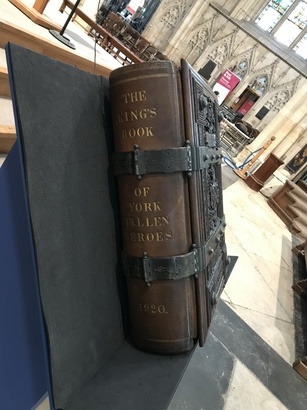 THE
KING'S
BOOK
OF
YORK
FALLEN
HEROES
1920.